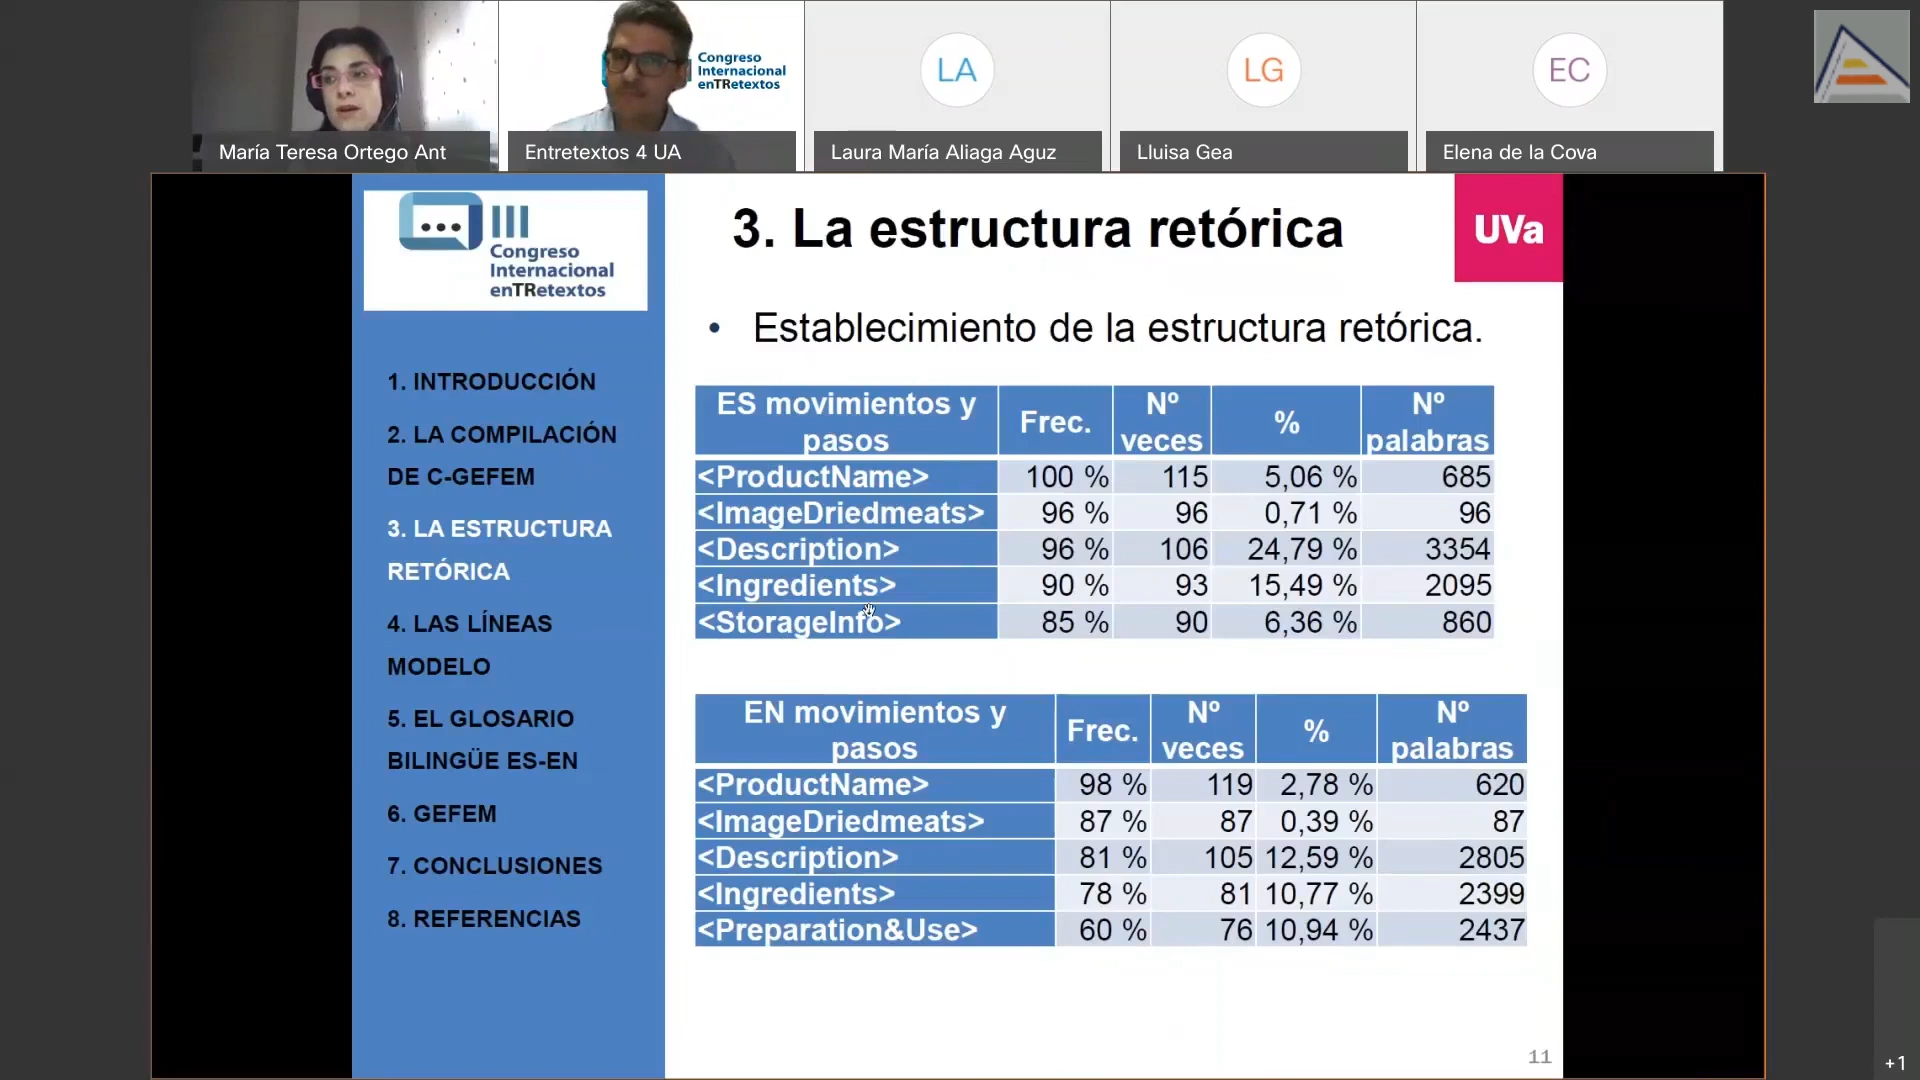 Congreso
Internacional
enTRetextos
LA
LG
EC
María Teresa Ortego Ant
Entretextos 4 UA
Laura María Aliaga Aguz
Lluisa Gea
Elena de la Cova
III
Congreso
Internacional
enTRetextos
1. INTRODUCCIÓN
2. LA COMPILACIÓN
DE C-GEFEM
3. LA ESTRUCTURA
RETÓRICA
4. LAS LÍNEAS
MODELO
5. EL GLOSARIO
BILINGÜE ES-EN
6. GEFEM
7. CONCLUSIONES
8. REFERENCIAS
3. La estructura retórica
UVa
• Establecimiento de la estructura retórica.
ES movimientos y pasos Frec. Nº veces % Nº palabras
<ProductName> 100 % 115 5,06 % 685
<ImageDriedmeats> 96 % 96 0,71 % 96
<Description> 96 % 106 24,79 % 3354
<Ingredients> 90 % 93 15,49 % 2095
<StorageInfo> 85 % 90 6,36 % 860
EN movimientos y pasos Frec. Nº veces % Nº palabras
<ProductName> 98 % 119 2,78 % 620
<ImageDriedmeats> 87 % 87 0,39 % 87
<Description> 81 % 105 12,59 % 2805
<Ingredients> 78 % 81 10,77 % 2399
<Preparation&Use> 60 % 76 10,94 % 2437
11
+1